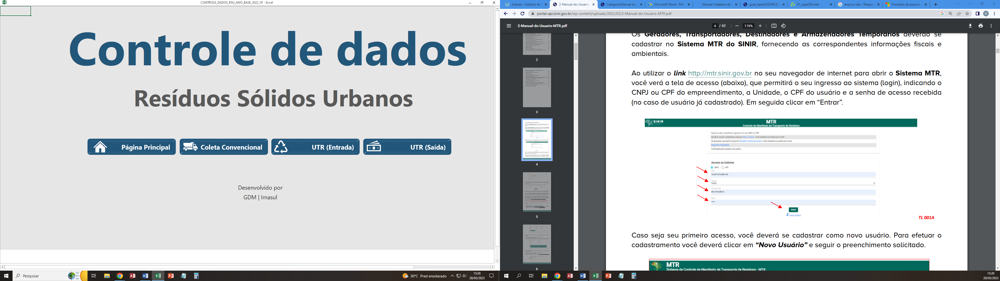 CONTROLE_DADOS_RSU_ANO_BASE_2022_VF - Excel
Controle de dados
Resíduos Sólidos Urbanos
Página Principal
Coleta Convencional
UTR (Entrada)
UTR (Saída)
Desenvolvido por
GDM | Imasul
Pesquisar
30°C Pred ensolarado
15:20
20/03/2023
Acessar ‹ Instituto de
2-Manual-do-Usuario
Categoria:Manual do
Microsoft Word - MA
Manual-Cadastro-de-
guia_rapidoCGGPC20
01_capaOK.indd
arquivo vba - Pesquis
Formatos de arquivo
portal-api.sinir.gov.br/wp-content/uploads/2022/02/2-Manual-do-Usuario-MTR.pdf
G
2-Manual-do-Usuario-MTR.pdf
4 / 62
175%
2
3
4
5
6
Os Geradores, Transportadores, Destinadores e Armazenadores Temporários deverão se
cadastrar no Sistema MTR do SINIR, fornecendo as correspondentes informações fiscais e
ambientais.
Ao utilizar o link http://mtr.sinir.gov.br no seu navegador de internet para abrir o Sistema MTR,
você verá a tela de acesso (abaixo), que permitirá o seu ingresso ao sistema (login), indicando o
CNPJ ou CPF do empreendimento, a Unidade, o CPF do usuário e a senha de acesso recebida
(no caso de usuário já cadastrado). Em seguida clicar em “Entrar”.
SINIR
MTR
Controle de Manifesto de Transporte de Resíduos
Se já é usuário cadastrado ingresse com seu CNPJ ou CPF.
Se não é usuário cadastrado clique em Novo Usuário, você receberá sua senha por e-mail.
Se esqueceu sua senha clique em Recuperar senha de acesso. Você receberá sua senha por e-mail.
Perguntas Frequentes.
Orientação para cadastro de usuário.
Acesso ao Sistema
CNPJ CPF
CNPJ
Unidade
CPF do usuário
Senha
Entrar
Novo Usuário
TL 001A
Caso seja seu primeiro acesso, você deverá se cadastrar como novo usuário. Para efetuar o
cadastramento você deverá clicar em “Novo Usuário” e seguir o preenchimento solicitado.
MTR
Sistema de Controle de Manifesto de Transporte de Resíduos - MTR
15:20
20/03/2023